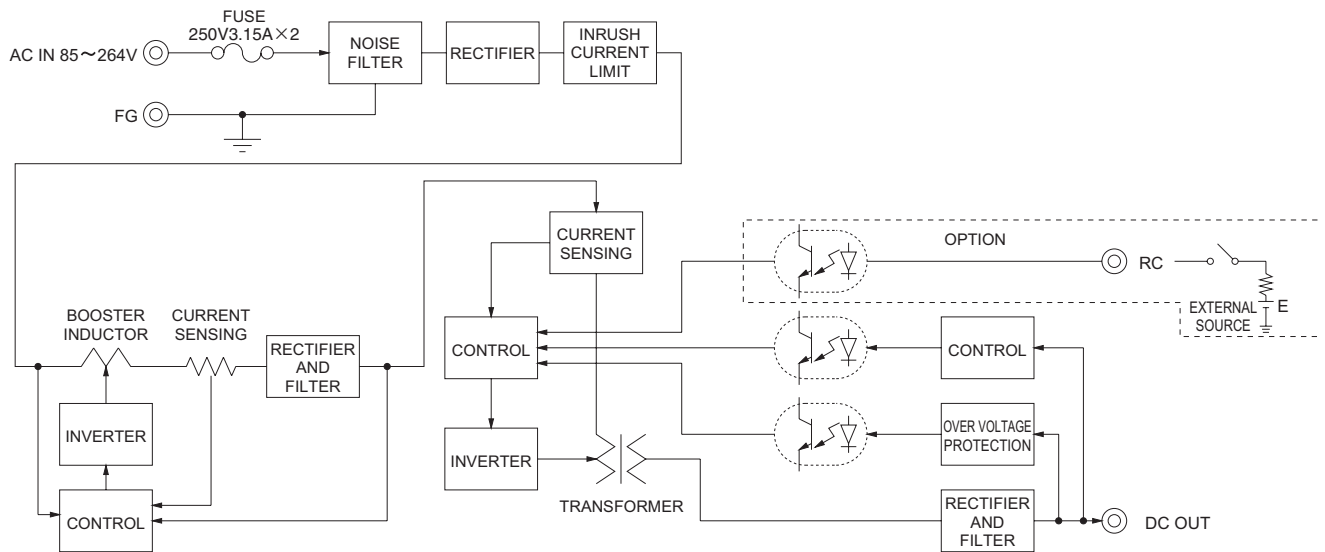 FUSE
250V3.15A×2
AC IN 85～264V
NOISE
FILTER
RECTIFIER
INRUSH
CURRENT
LIMIT
FG
CURRENT
SENSING
OPTION
RC
E
EXTERNAL
SOURCE
BOOSTER
INDUCTOR
CURRENT
SENSING
RECTIFIER
AND
FILTER
CONTROL
CONTROL
INVERTER
INVERTER
OVER VOLTAGE
PROTECTION
TRANSFORMER
CONTROL
RECTIFIER
AND
FILTER
DC OUT